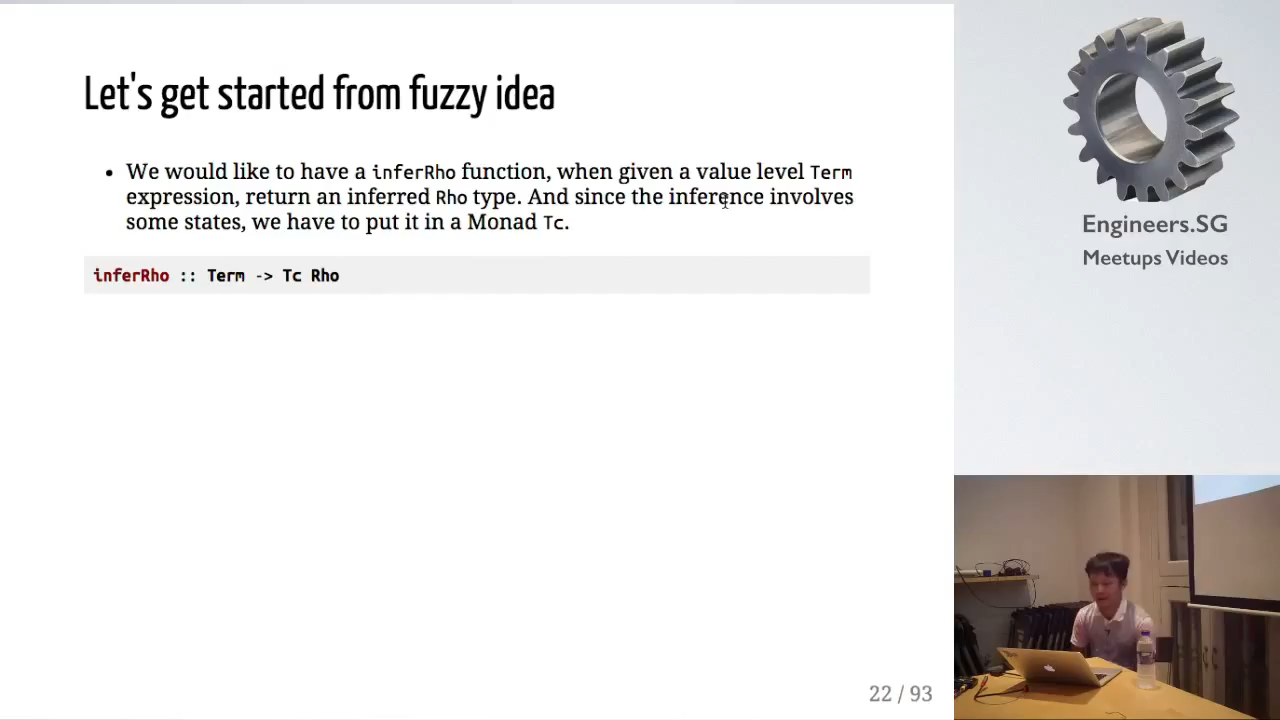 Let's get started from fuzzy idea
• We would like to have a inferRho function, when given a value level Term
expression, return an inferred Rho type. And since the inference involves
some states, we have to put it in a Monad Tc.
inferRho :: Term -> Tc Rho
22 / 93
Engineers.SG
Meetups Videos